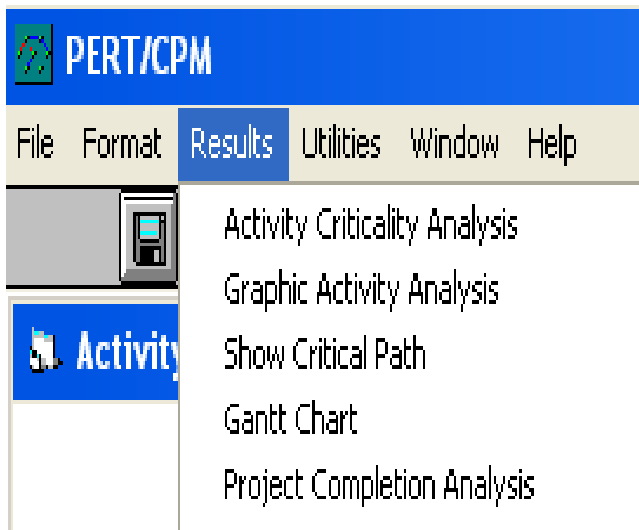 PERT/CPM
File Format Results Utilities Window Help
Activity Criticality Analysis
Graphic Activity Analysis
Activity
Show Critical Path
Gantt Chart
Project Completion Analysis